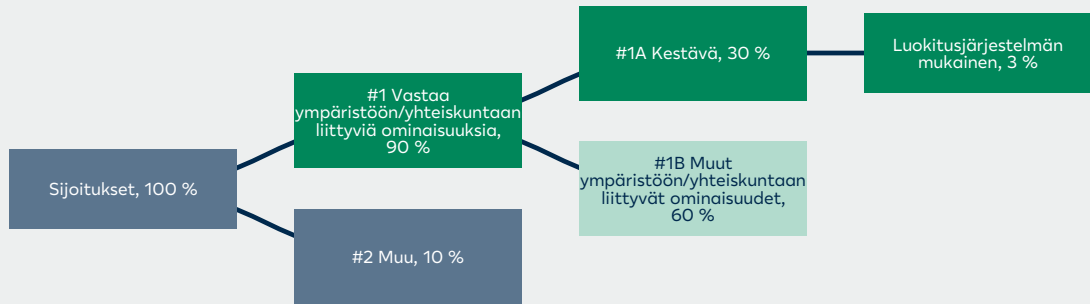 Sijoitukset, 100 %
#1 Vastaa
ympäristöön/yhteiskuntaan
liittyviä ominaisuuksia,
90 %
#2 Muu, 10 %
#1A Kestävä, 30 %
#1B Muut
ympäristöön/yhteiskuntaan
liittyvät ominaisuudet,
60 %
Luokitusjärjestelmän
mukainen, 3 %